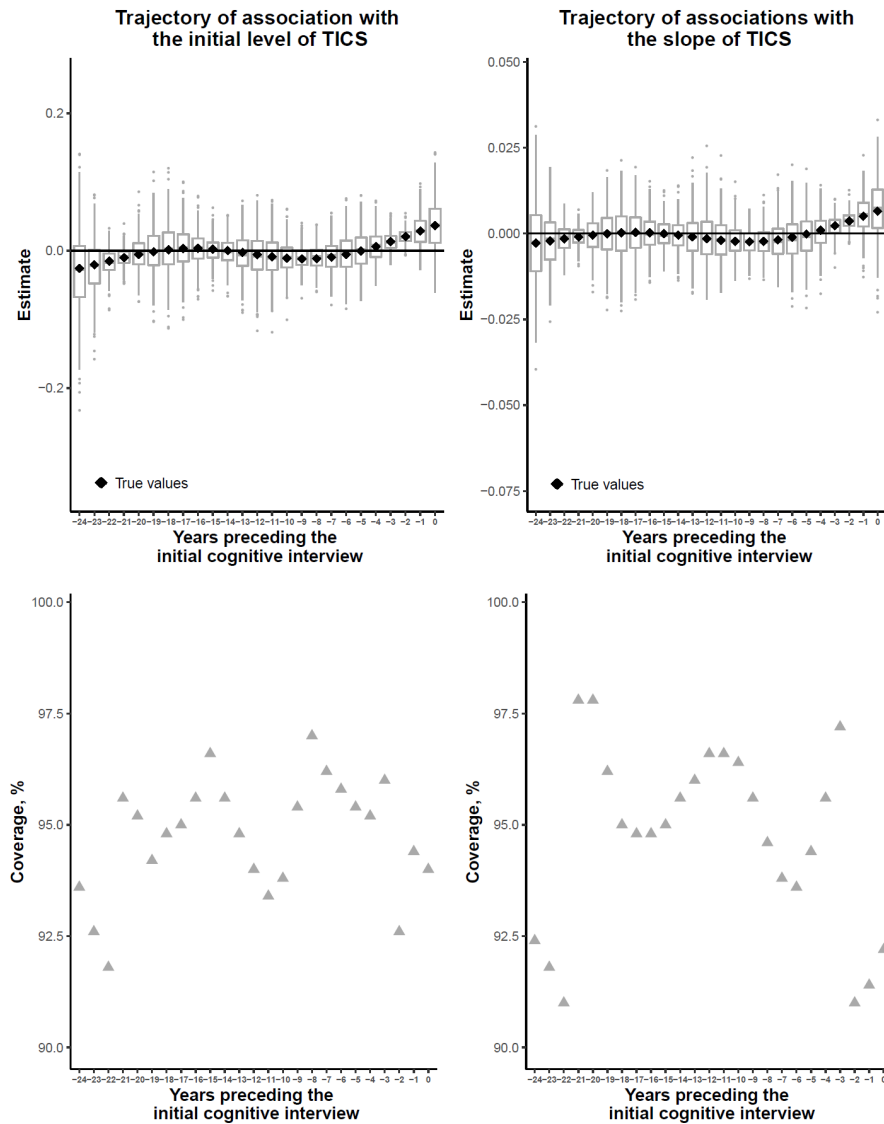 Trajectory of association with
the initial level of TICS
0.2
0.0
−0.2
Estimate
True values
−24 −23 −22 −21 −20 −19 −18 −17 −16 −15 −14 −13 −12 −11 −10 −9 −8 −7 −6 −5 −4 −3 −2 −1 0
Years preceding the
initial cognitive interview
Trajectory of associations with
the slope of TICS
0.050
0.025
0.000
−0.025
−0.050
−0.075
Estimate
True values
−24 −23 −22 −21 −20 −19 −18 −17 −16 −15 −14 −13 −12 −11 −10 −9 −8 −7 −6 −5 −4 −3 −2 −1 0
Years preceding the
initial cognitive interview
100.0
97.5
95.0
92.5
90.0
Coverage, %
−24 −23 −22 −21 −20 −19 −18 −17 −16 −15 −14 −13 −12 −11 −10 −9 −8 −7 −6 −5 −4 −3 −2 −1 0
Years preceding the
initial cognitive interview
100.0
97.5
95.0
92.5
90.0
Coverage, %
−24 −23 −22 −21 −20 −19 −18 −17 −16 −15 −14 −13 −12 −11 −10 −9 −8 −7 −6 −5 −4 −3 −2 −1 0
Years preceding the
initial cognitive interview